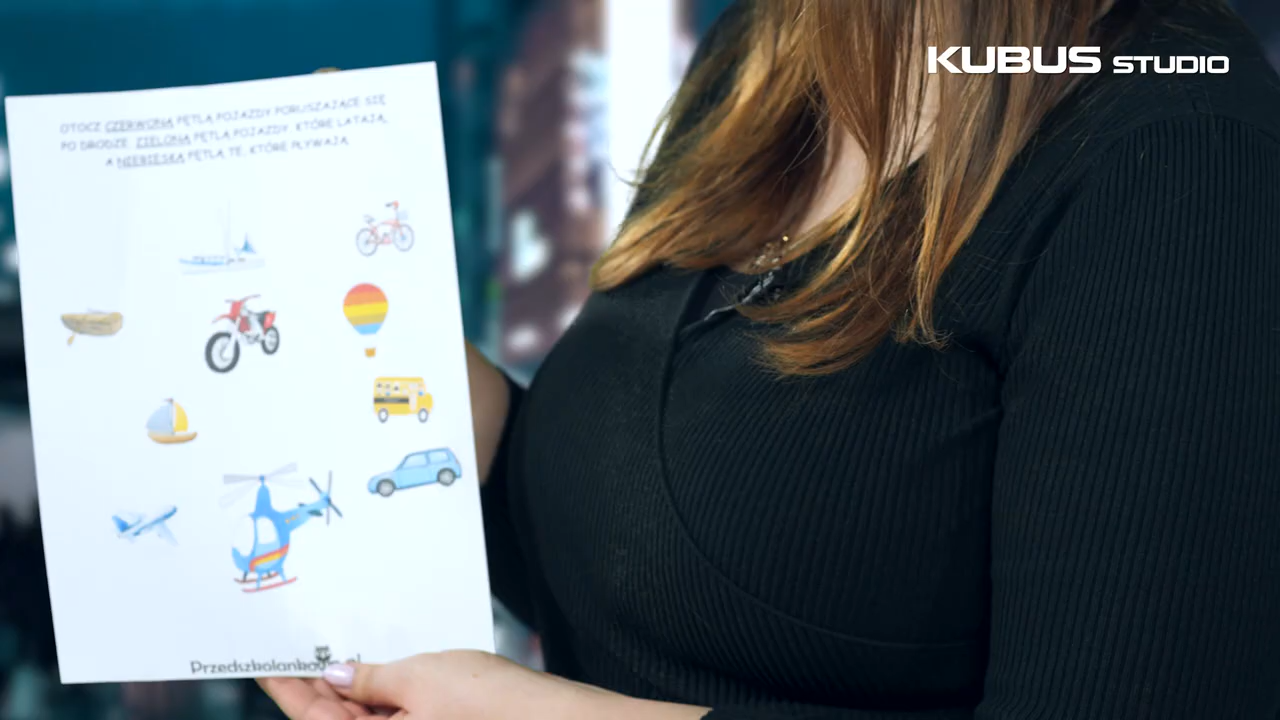 KUBUS STUDIO
OTOCZ CZERWONĄ PĘTLĄ POJAZDY PORUSZAJĄCE SIĘ
PO DRODZE. ZIELONĄ PĘTLĄ POJAZDY, KTÓRE LATAJĄ,
A NIEBIESKĄ PĘTLĄ TE, KTÓRE PŁYWAJĄ